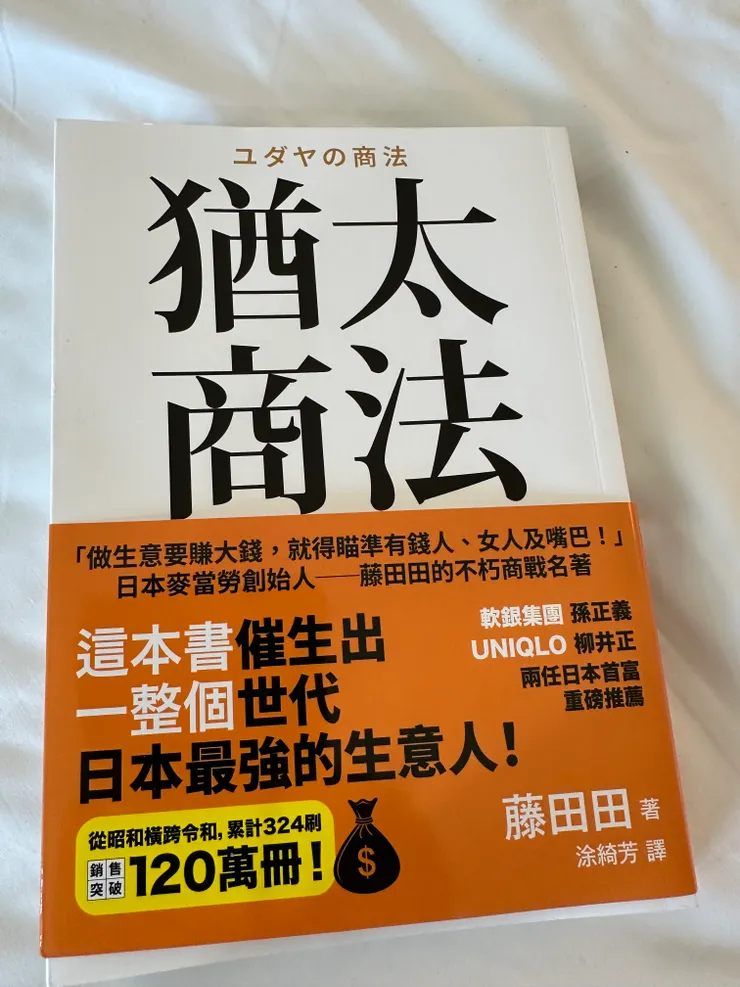 ユダヤの商法
猶太
商法
「做生意要賺大錢，就得瞄準有錢人、女人及嘴巴！」
日本麥當勞創始人──藤田田的不朽商戰名著
這本書催生出
一整個世代
日本最強的生意人！
軟銀集團 孫正義
UNIQLO 柳井正
兩任日本首富
重磅推薦
藤田田 著
涂綺芳 譯
從昭和橫跨令和，累計324刷
銷售突破 120萬冊！
$